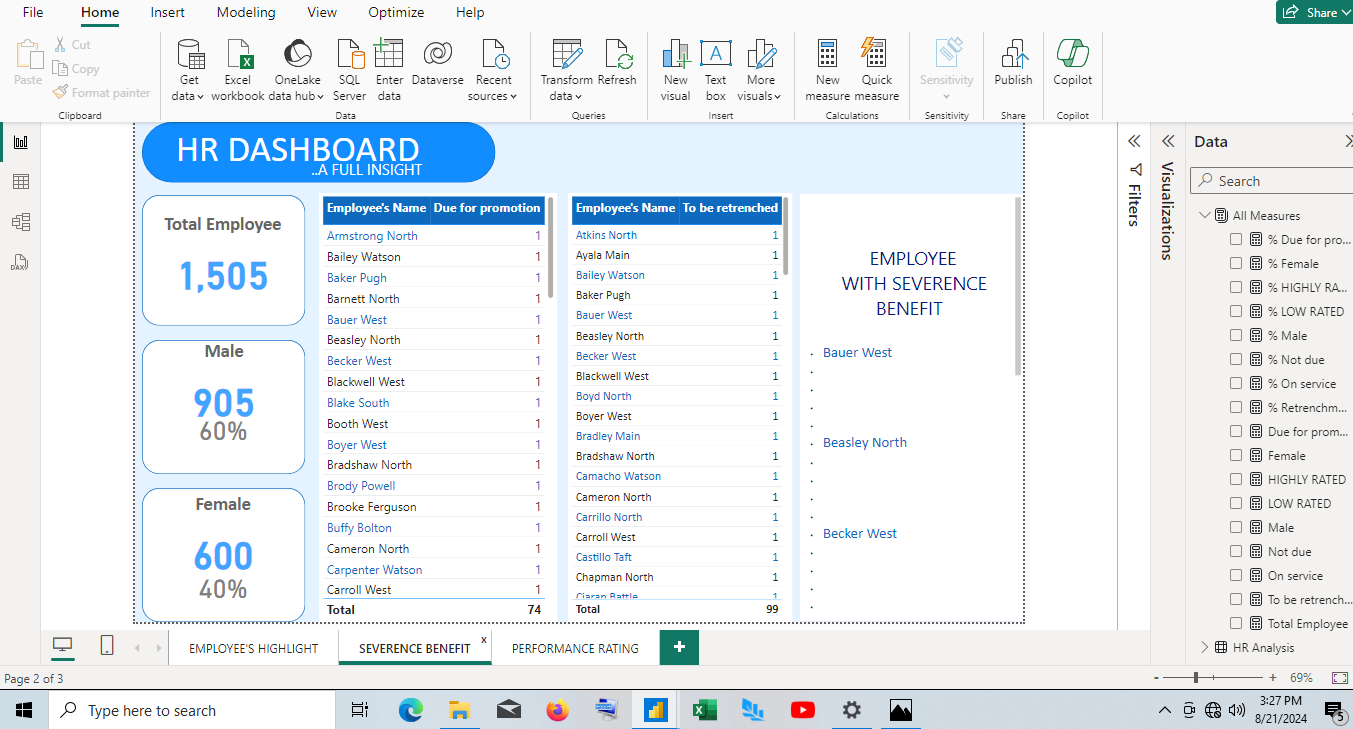 File Home Insert Modeling View Optimize Help
Share
Paste
Cut
Copy
Format painter
Clipboard
Get data
Excel workbook
OneLake data hub
SQL Server
Enter data
Dataverse
Recent sources
Data
Transform data
Refresh
Queries
New visual
A
Text box
More visuals
Insert
New measure
Quick measure
Calculations
Sensitivity
Sensitivity
Publish
Share
Copilot
Copilot
DAX
HR DASHBOARD
..A FULL INSIGHT
Total Employee
1,505
Male
905
60%
Female
600
40%
Employee's Name Due for promotion
Armstrong North 1
Bailey Watson 1
Baker Pugh 1
Barnett North 1
Bauer West 1
Beasley North 1
Becker West 1
Blackwell West 1
Blake South 1
Booth West 1
Boyer West 1
Bradshaw North 1
Brody Powell 1
Brooke Ferguson 1
Buffy Bolton 1
Cameron North 1
Carpenter Watson 1
Carroll West 1
Total 74
Employee's Name To be retrenched
Atkins North 1
Ayala Main 1
Bailey Watson 1
Baker Pugh 1
Bauer West 1
Beasley North 1
Becker West 1
Blackwell West 1
Boyd North 1
Boyer West 1
Bradley Main 1
Bradshaw North 1
Camacho Watson 1
Cameron North 1
Carrillo North 1
Carroll West 1
Castillo Taft 1
Chapman North 1
Ciaran Battle 1
Total 99
EMPLOYEE
WITH SEVERENCE
BENEFIT
Bauer West
Beasley North
Becker West
Filters
Visualizations
Data
Search
All Measures
% Due for pro...
% Female
% HIGHLY RA...
% LOW RATED
% Male
% Not due
% On service
% Retrenchm...
Due for prom...
Female
HIGHLY RATED
LOW RATED
Male
Not due
On service
To be retrench...
Total Employee
HR Analysis
EMPLOYEE'S HIGHLIGHT
SEVERENCE BENEFIT x
PERFORMANCE RATING
+
Page 2 of 3
- + 69%
Type here to search
3:27 PM
8/21/2024
5